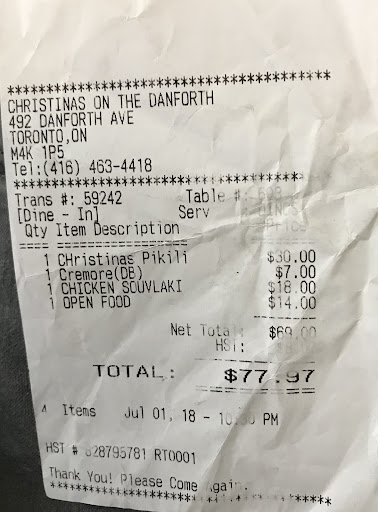 ****************************************
CHRISTINAS ON THE DANFORTH
492 DANFORTH AVE
TORONTO,ON
M4K 1P5
Tel:(416) 463-4418
****************************************
Trans #: 59242 Table #:
[Dine - In] Serv
Qty Item Description Price
1 CHristinas Pikili $30.00
1 Cremore(DB) $7.00
1 CHICKEN SOUVLAKI $18.00
1 OPEN FOOD $14.00
Net Total: $69.00
HST:
TOTAL: $77.97
4 Items Jul 01, 18 - PM
HST # 828795781 RT0001
Thank You! Please Come Again.
****************************************